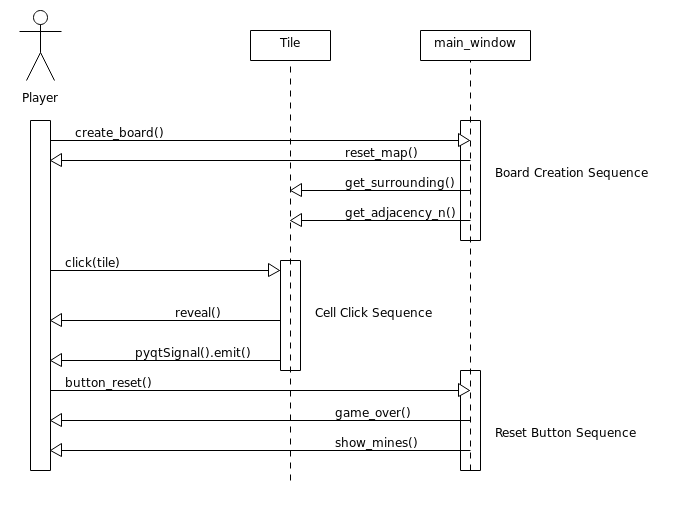 Tile
main_window
Player
create_board()
reset_map()
Board Creation Sequence
get_surrounding()
get_adjacency_n()
click(tile)
reveal()
Cell Click Sequence
pyqtSignal().emit()
button_reset()
game_over()
Reset Button Sequence
show_mines()